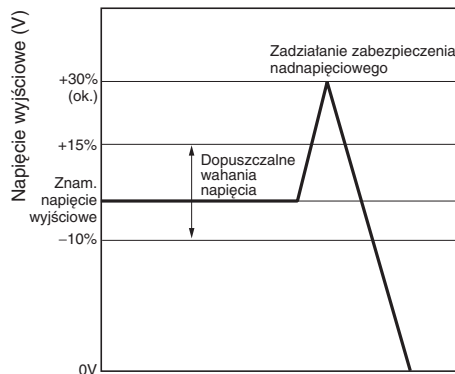 Napięcie wyjściowe (V)
Zadziałanie zabezpieczenia
nadnapięciowego
+30%
(ok.)
+15%
Dopuszczalne
wahania
napięcia
Znam.
napięcie
wyjściowe
−10%
0V